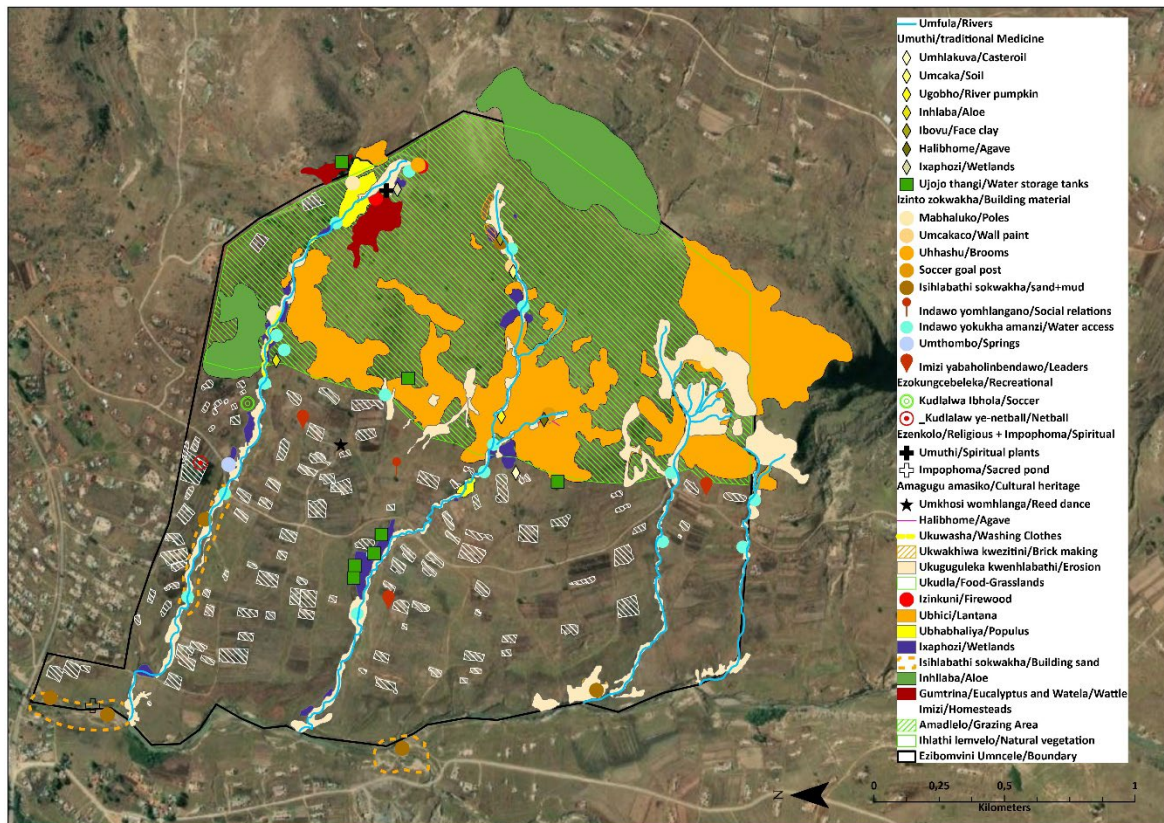 Umfula/Rivers
Umuthi/traditional Medicine
Umhlakuva/Casteroil
Umcaka/Soil
Ugobho/River pumpkin
Inhlaba/Aloe
Ibovu/Face clay
Halibhome/Agave
Ixaphozi/Wetlands
Ujojo thangi/Water storage tanks
Izinto zokwakha/Building material
Mabhaluko/Poles
Umcakaco/Wall paint
Uhhashu/Brooms
Soccer goal post
Isihlabathi sokwakha/sand+mud
Indawo yomhlangano/Social relations
Indawo yokukha amanzi/Water access
Umthombo/Springs
Imizi yabaholinbendawo/Leaders
Ezokungcebeleka/Recreational
Kudlalwa Ibhola/Soccer
_Kudlalaw ye-netball/Netball
Ezenkolo/Religious + Impophoma/Spiritual
Umuthi/Spiritual plants
Impophoma/Sacred pond
Amagugu amasiko/Cultural heritage
Umkhosi womhlanga/Reed dance
Halibhome/Agave
Ukuwasha/Washing Clothes
Ukwakhiwa kwezitini/Brick making
Ukuguguleka kwenhlabathi/Erosion
Ukudla/Food-Grasslands
Izinkuni/Firewood
Ubhici/Lantana
Ubhabhaliya/Populus
Ixaphozi/Wetlands
Isihlabathi sokwakha/Building sand
Inhllaba/Aloe
Gumtrina/Eucalyptus and Watela/Wattle
Imizi/Homesteads
Amadlelo/Grazing Area
Ihlathi lemvelo/Natural vegetation
Ezibomvini Umncele/Boundary
N
0 0,25 0,5 1
Kilometers